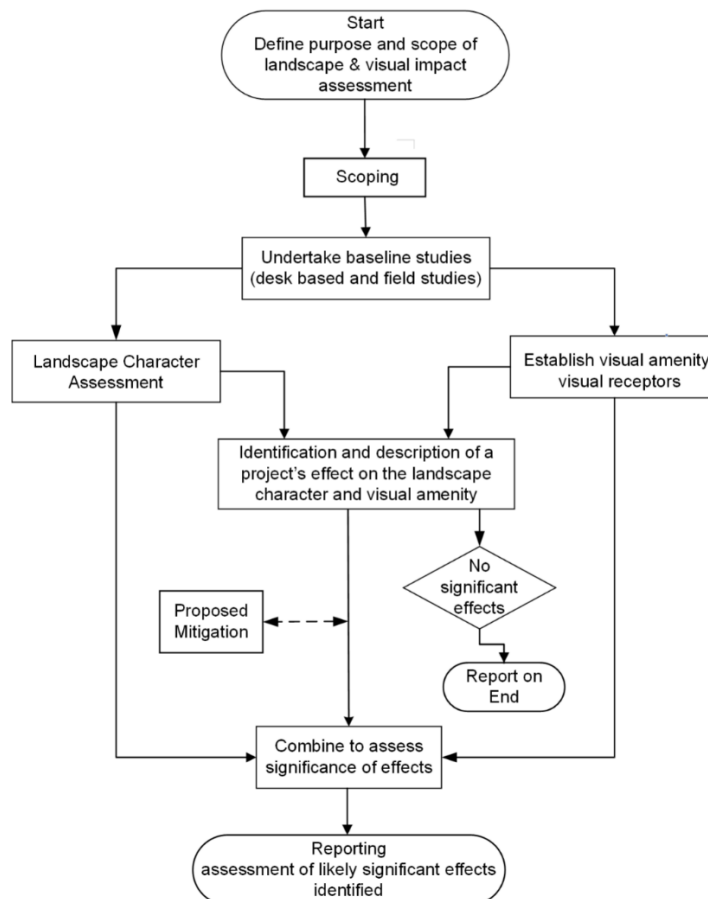 Start
Define purpose and scope of
landscape & visual impact
assessment
Scoping
Undertake baseline studies
(desk based and field studies)
Landscape Character
Assessment
Establish visual amenity
visual receptors
Identification and description of a
project's effect on the landscape
character and visual amenity
No
significant
effects
Proposed
Mitigation
Report on
End
Combine to assess
significance of effects
Reporting
assessment of likely significant effects
identified